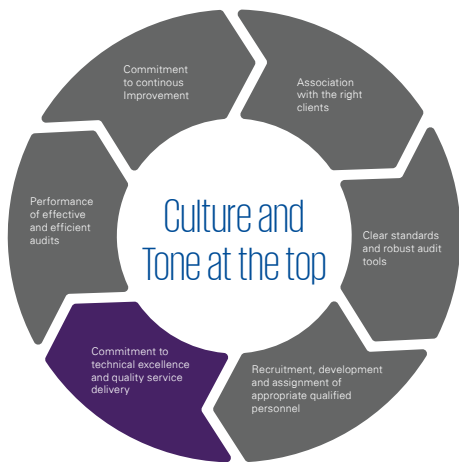 Commitment
to continous
Improvement
Association
with the right
clients
Clear standards
and robust audit
tools
Recruitment, development
and assignment of
appropriate qualified
personnel
Commitment to
technical excellence
and quality service
delivery
Performance
of effective
and efficient
audits
Culture and
Tone at the top